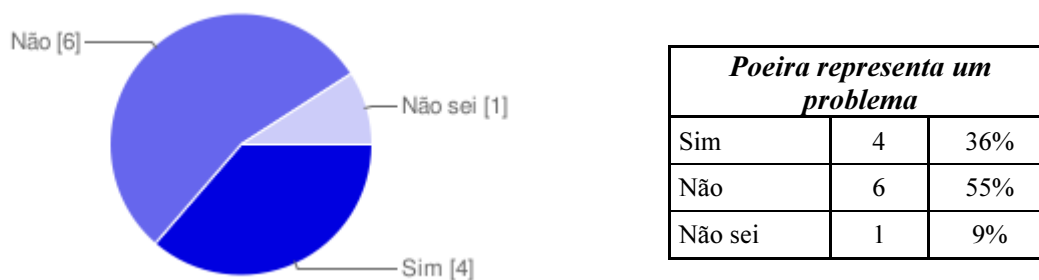 Não [6]
Não sei [1]
Sim [4]
Poeira representa um
problema
Sim 4 36%
Não 6 55%
Não sei 1 9%